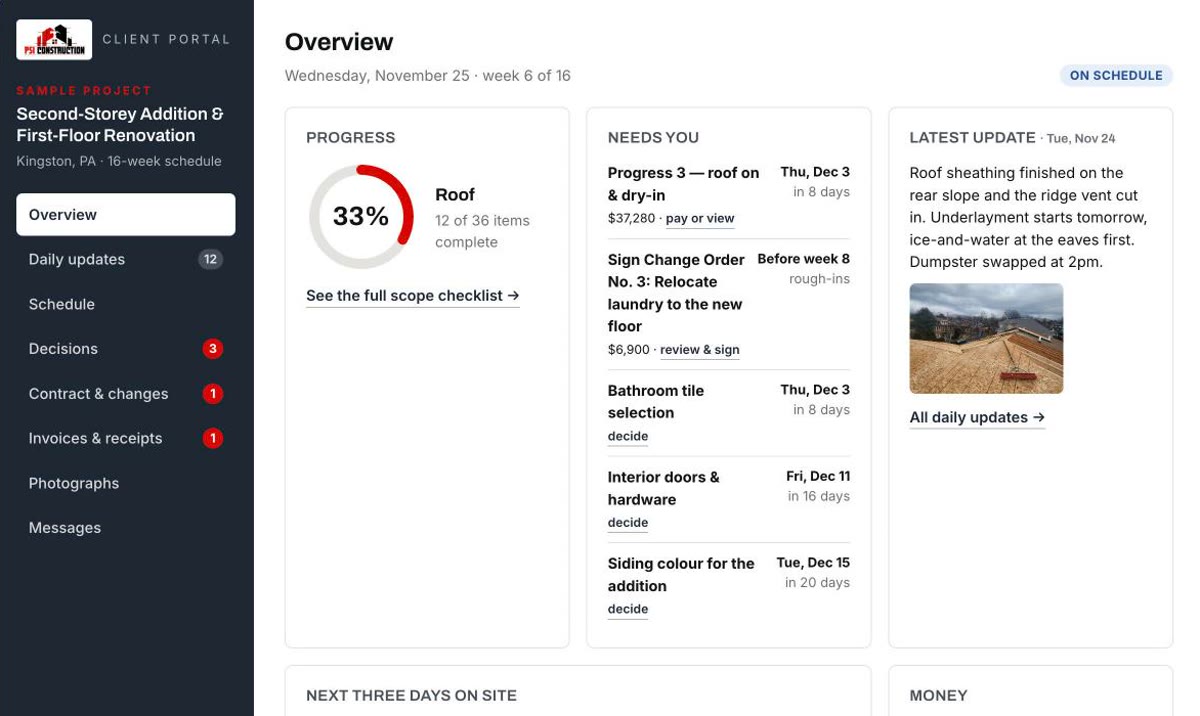 PSI CONSTRUCTION
CLIENT PORTAL
SAMPLE PROJECT
Second-Storey Addition &
First-Floor Renovation
Kingston, PA · 16-week schedule
Overview
Daily updates 12
Schedule
Decisions 3
Contract & changes 1
Invoices & receipts 1
Photographs
Messages
Overview
Wednesday, November 25 · week 6 of 16
ON SCHEDULE
PROGRESS
33%
Roof
12 of 36 items
complete
See the full scope checklist →
NEEDS YOU
Progress 3 — roof on Thu, Dec 3
& dry-in in 8 days
$37,280 · pay or view
Sign Change Order Before week 8
No. 3: Relocate rough-ins
laundry to the new
floor
$6,900 · review & sign
Bathroom tile Thu, Dec 3
selection in 8 days
decide
Interior doors & Fri, Dec 11
hardware in 16 days
decide
Siding colour for the Tue, Dec 15
addition in 20 days
decide
LATEST UPDATE · Tue, Nov 24
Roof sheathing finished on the
rear slope and the ridge vent cut
in. Underlayment starts tomorrow,
ice-and-water at the eaves first.
Dumpster swapped at 2pm.
All daily updates →
NEXT THREE DAYS ON SITE
MONEY